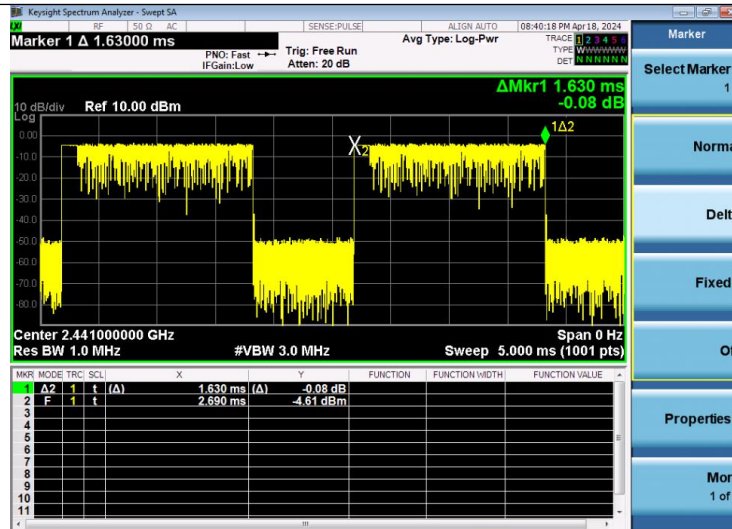 Keysight Spectrum Analyzer - Swept SA
LXI RF 50 Ω AC SENSE:PULSE ALIGN AUTO 08:40:18 PM Apr 18, 2024
Marker 1 Δ 1.63000 ms
PNO: Fast
IFGain:Low
Trig: Free Run
Atten: 20 dB
Avg Type: Log-Pwr
TRACE 1 2 3 4 5 6
TYPE W
DET N N N N N N
ΔMkr1 1.630 ms
-0.08 dB
10 dB/div Ref 10.00 dBm
Log
0.00
-10.0
-20.0
-30.0
-40.0
-50.0
-60.0
-70.0
-80.0
X2
1Δ2
Center 2.441000000 GHz Span 0 Hz
Res BW 1.0 MHz #VBW 3.0 MHz Sweep 5.000 ms (1001 pts)
MKR MODE TRC SCL X Y FUNCTION FUNCTION WIDTH FUNCTION VALUE
1 Δ2 1 t (Δ) 1.630 ms (Δ) -0.08 dB
2 F 1 t 2.690 ms -4.61 dBm
3
4
5
6
7
8
9
10
11
Marker
Select Marker
1
Norma
Delt
Fixed
Of
Properties
Mor
1 of